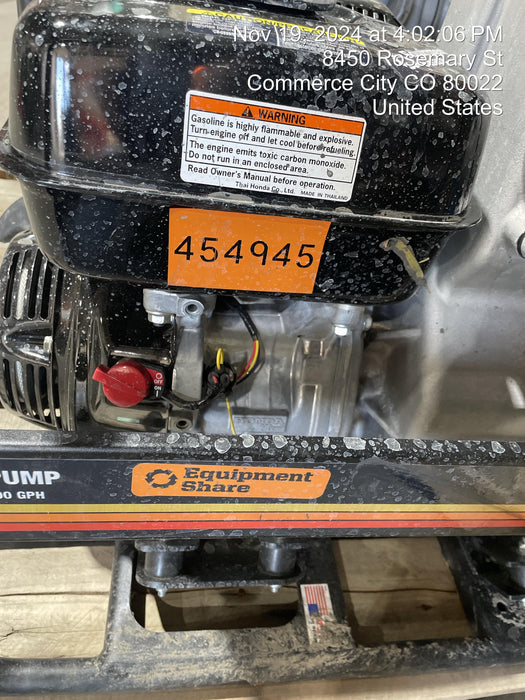 Nov 19, 2024 at 4:02:06 PM
8450 Rosemary St
Commerce City CO 80022
United States
WARNING
Gasoline is highly flammable and explosive.
Turn engine off and let cool before refueling.
The engine emits toxic carbon monoxide.
Do not run in an enclosed area.
Read Owner's Manual before operation.
Thai Honda Co., Ltd. MADE IN THAILAND
454945
OFF
ON
HONDA
PUMP
00 GPH
Equipment
Share